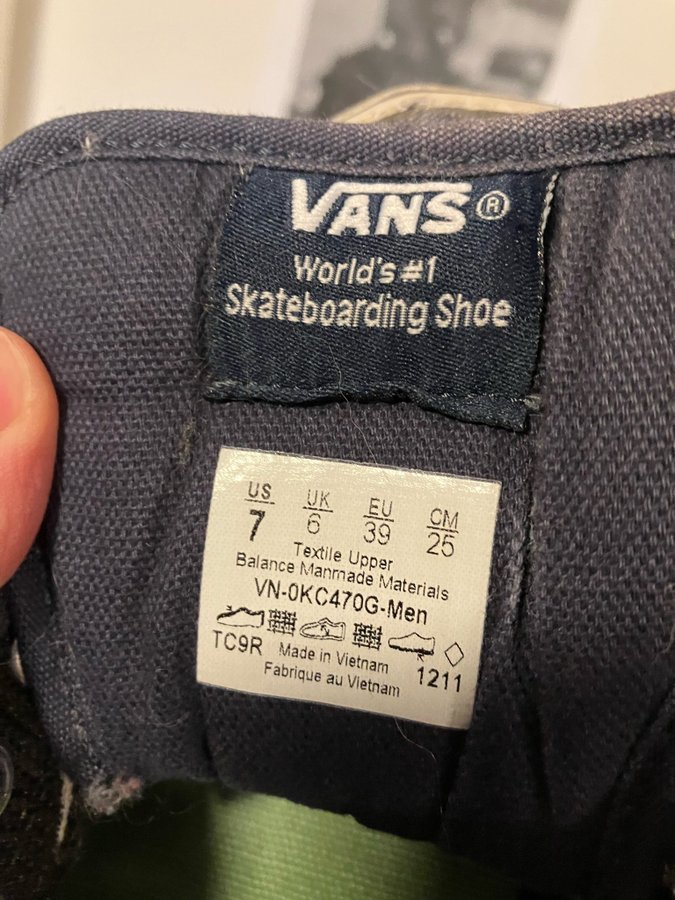 VANS®
World's #1
Skateboarding Shoe
US UK EU CM
7 6 39 25
Textile Upper
Balance Manmade Materials
VN-0KC470G-Men
TC9R Made in Vietnam 1211
Fabrique au Vietnam